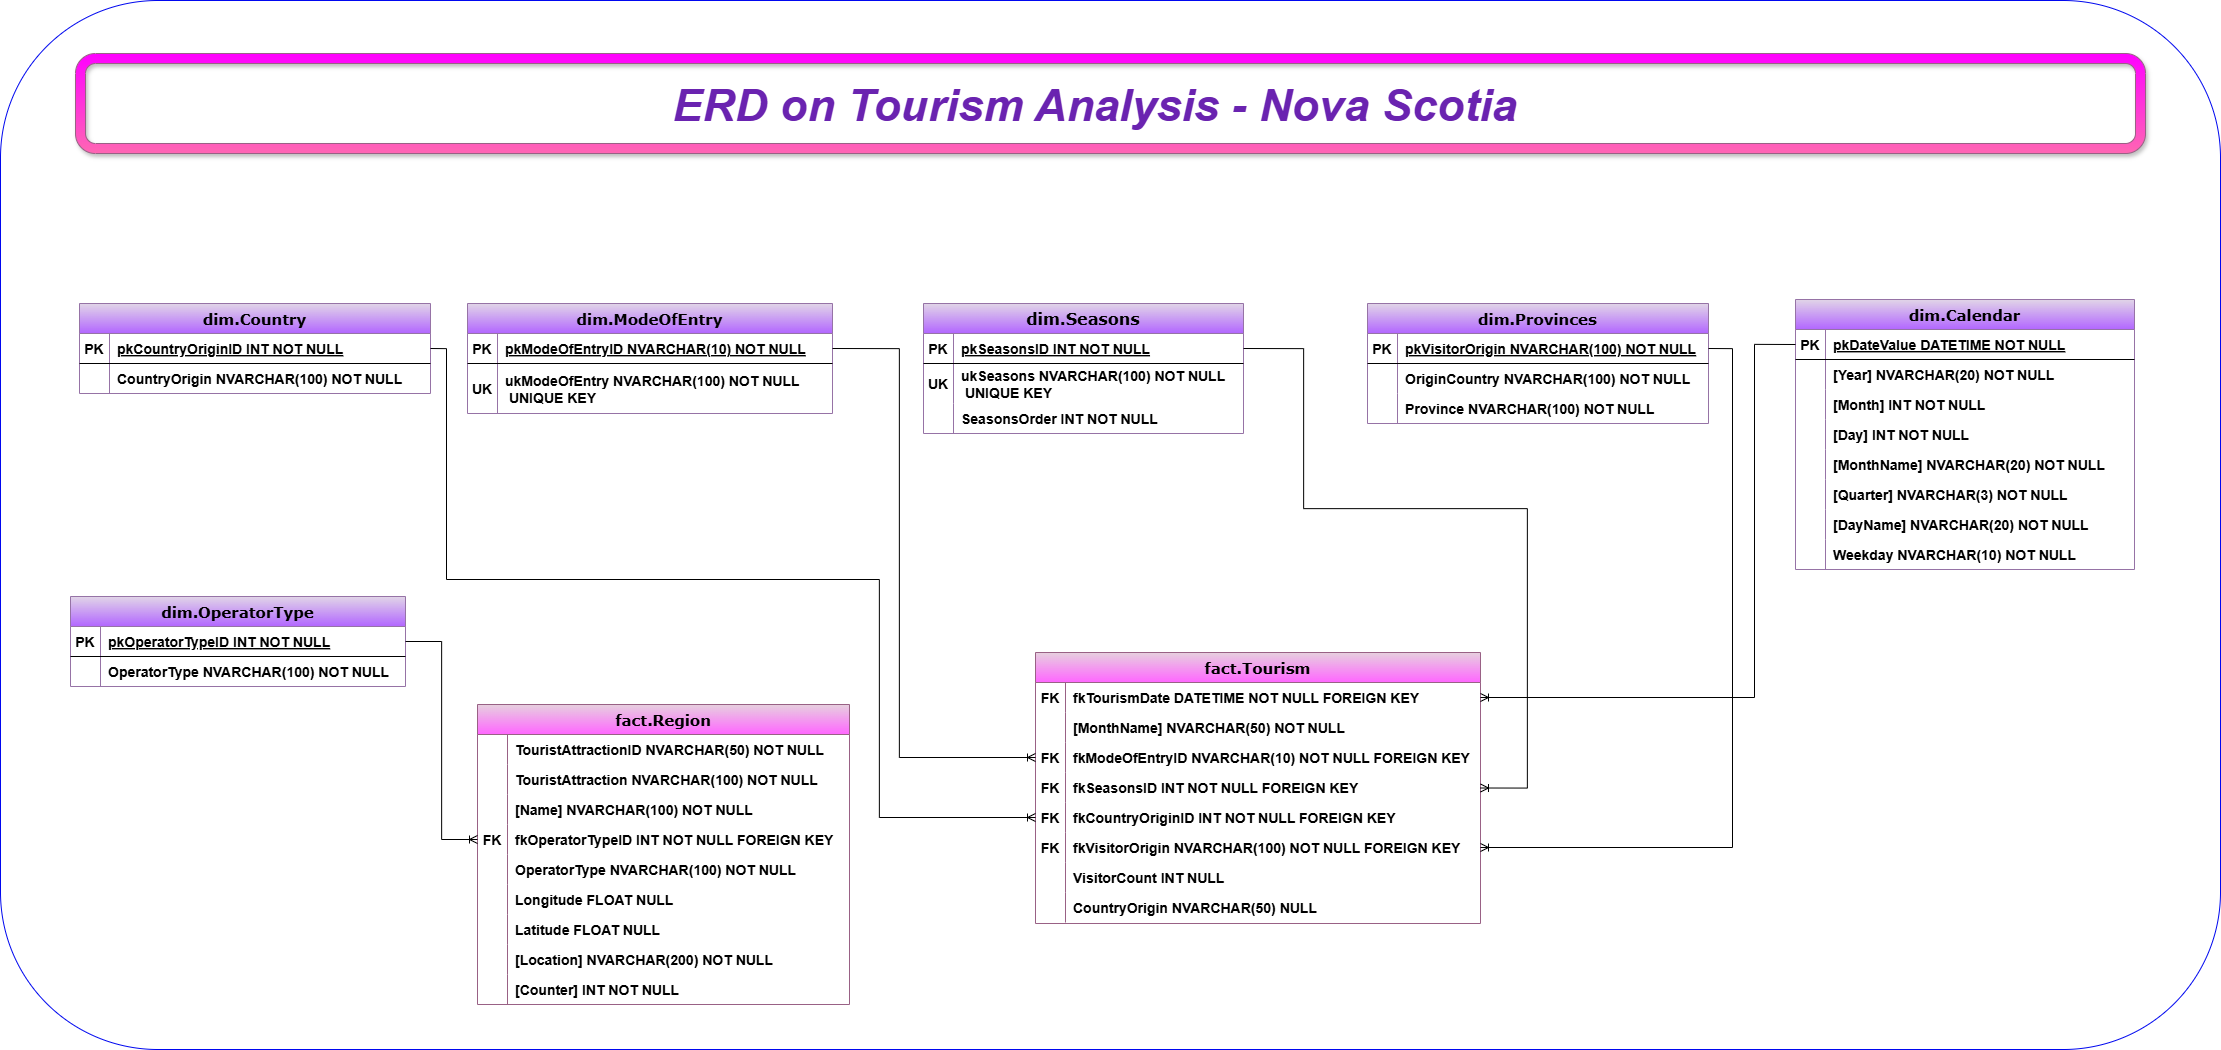 ERD on Tourism Analysis - Nova Scotia
dim.Country
PK pkCountryOriginID INT NOT NULL
CountryOrigin NVARCHAR(100) NOT NULL
dim.ModeOfEntry
PK pkModeOfEntryID NVARCHAR(10) NOT NULL
UK ukModeOfEntry NVARCHAR(100) NOT NULL
UNIQUE KEY
dim.Seasons
PK pkSeasonsID INT NOT NULL
UK ukSeasons NVARCHAR(100) NOT NULL
UNIQUE KEY
SeasonsOrder INT NOT NULL
dim.Provinces
PK pkVisitorOrigin NVARCHAR(100) NOT NULL
OriginCountry NVARCHAR(100) NOT NULL
Province NVARCHAR(100) NOT NULL
dim.Calendar
PK pkDateValue DATETIME NOT NULL
[Year] NVARCHAR(20) NOT NULL
[Month] INT NOT NULL
[Day] INT NOT NULL
[MonthName] NVARCHAR(20) NOT NULL
[Quarter] NVARCHAR(3) NOT NULL
[DayName] NVARCHAR(20) NOT NULL
Weekday NVARCHAR(10) NOT NULL
dim.OperatorType
PK pkOperatorTypeID INT NOT NULL
OperatorType NVARCHAR(100) NOT NULL
fact.Region
TouristAttractionID NVARCHAR(50) NOT NULL
TouristAttraction NVARCHAR(100) NOT NULL
[Name] NVARCHAR(100) NOT NULL
FK fkOperatorTypeID INT NOT NULL FOREIGN KEY
OperatorType NVARCHAR(100) NOT NULL
Longitude FLOAT NULL
Latitude FLOAT NULL
[Location] NVARCHAR(200) NOT NULL
[Counter] INT NOT NULL
fact.Tourism
FK fkTourismDate DATETIME NOT NULL FOREIGN KEY
[MonthName] NVARCHAR(50) NOT NULL
FK fkModeOfEntryID NVARCHAR(10) NOT NULL FOREIGN KEY
FK fkSeasonsID INT NOT NULL FOREIGN KEY
FK fkCountryOriginID INT NOT NULL FOREIGN KEY
FK fkVisitorOrigin NVARCHAR(100) NOT NULL FOREIGN KEY
VisitorCount INT NULL
CountryOrigin NVARCHAR(50) NULL